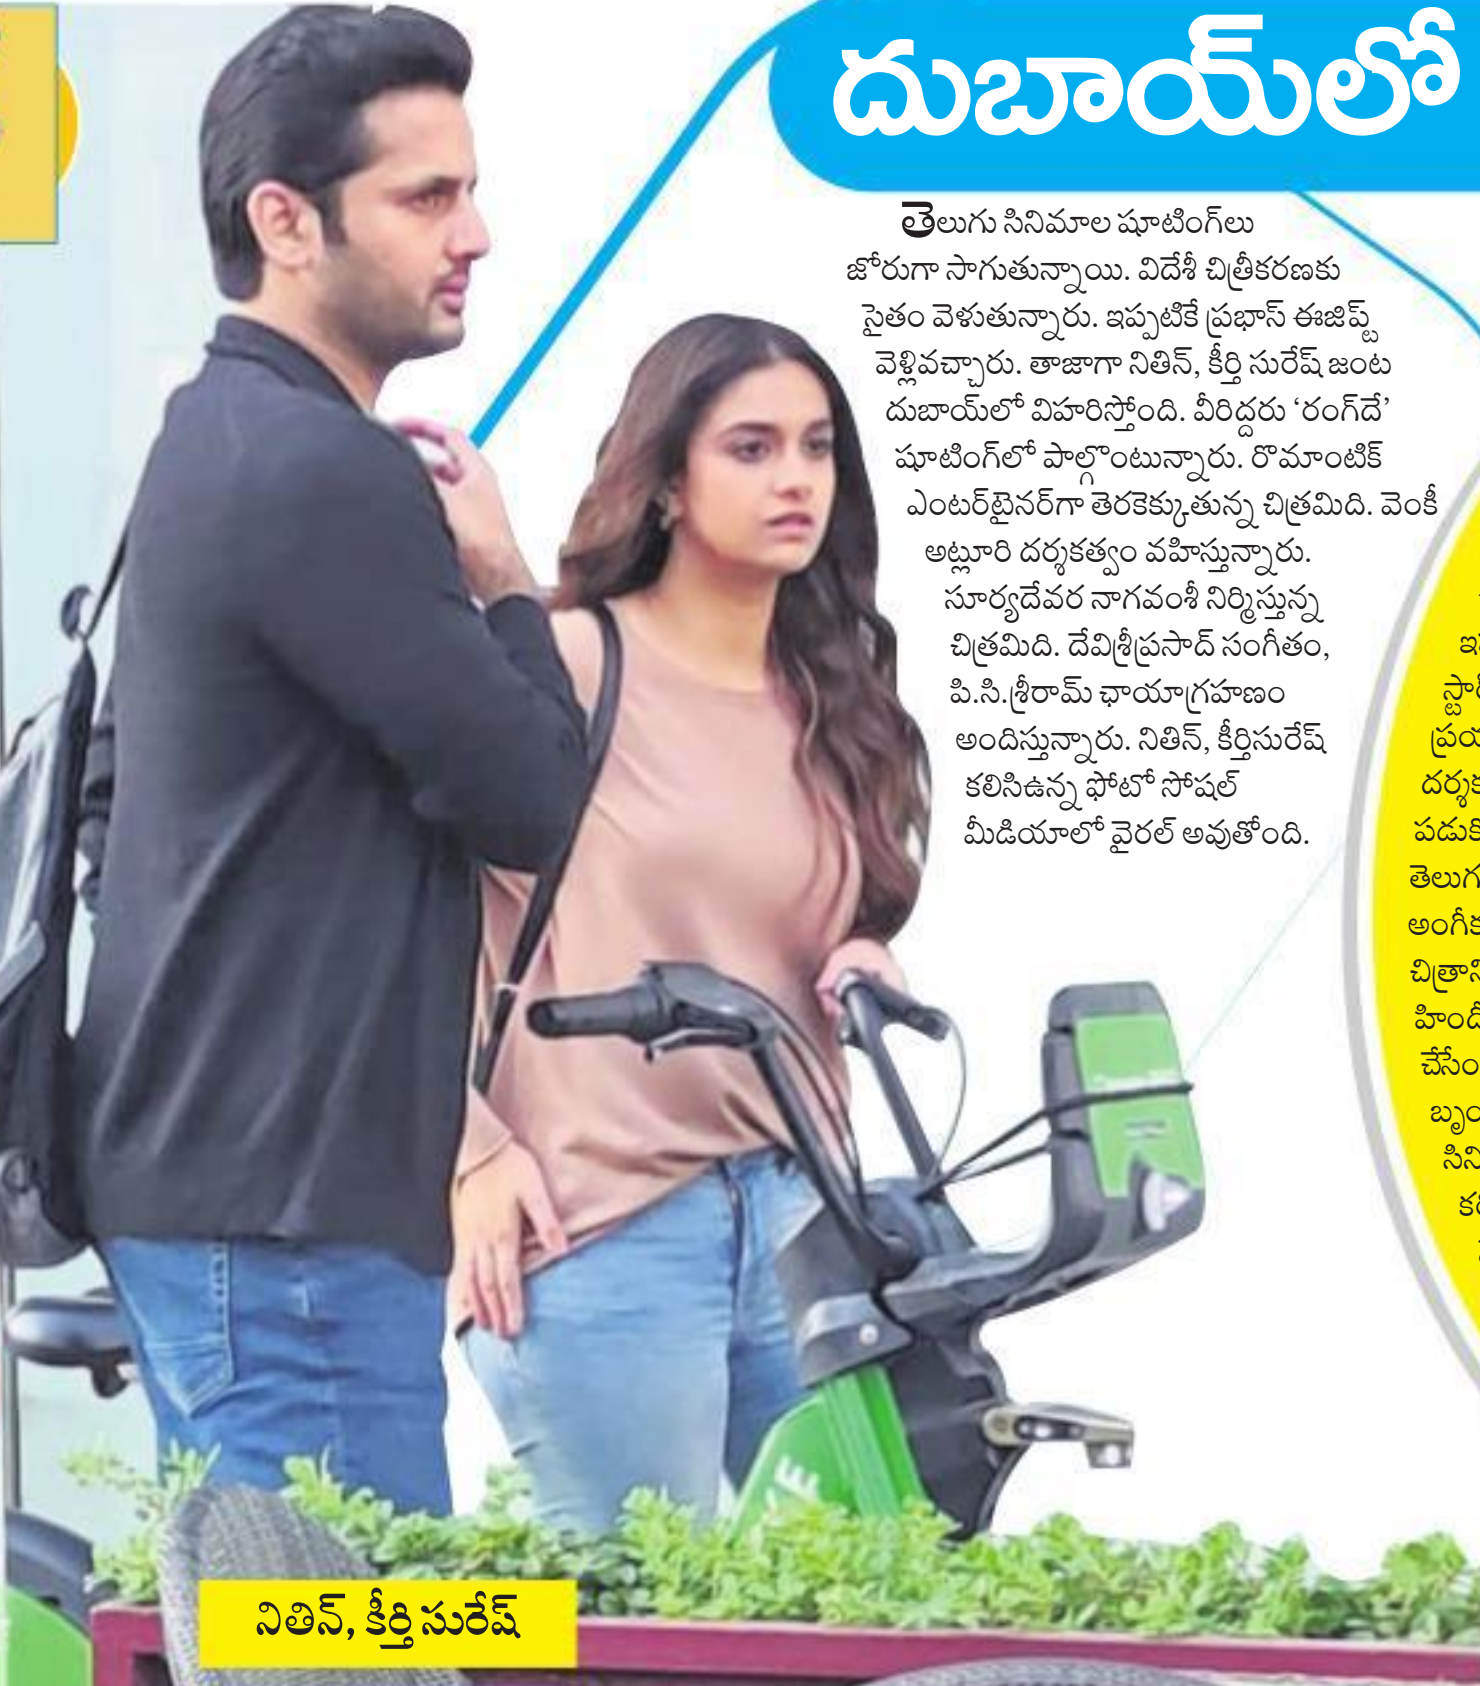 దుబాయ్‌లో
తెలుగు సినిమాల షూటింగ్‌లు
జోరుగా సాగుతున్నాయి. విదేశీ చిత్రీకరణకు
సైతం వెళుతున్నారు. ఇప్పటికే ప్రభాస్ ఈజిప్ట్
వెళ్లివచ్చారు. తాజాగా నితిన్, కీర్తి సురేష్ జంట
దుబాయ్‌లో విహరిస్తోంది. వీరిద్దరు ‘రంగ్‌దే’
షూటింగ్‌లో పాల్గొంటున్నారు. రొమాంటిక్
ఎంటర్‌టైనర్‌గా తెరకెక్కుతున్న చిత్రమిది. వెంకీ
అట్లూరి దర్శకత్వం వహిస్తున్నారు.
సూర్యదేవర నాగవంశీ నిర్మిస్తున్న
చిత్రమిది. దేవిశ్రీప్రసాద్ సంగీతం,
పి.సి.శ్రీరామ్ ఛాయాగ్రహణం
అందిస్తున్నారు. నితిన్, కీర్తిసురేష్
కలిసిఉన్న ఫోటో సోషల్
మీడియాలో వైరల్ అవుతోంది.
నితిన్, కీర్తి సురేష్